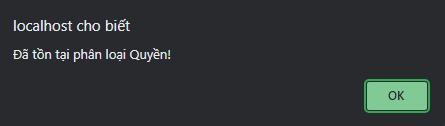 localhost cho biết
Đã tồn tại phân loại Quyền!
OK